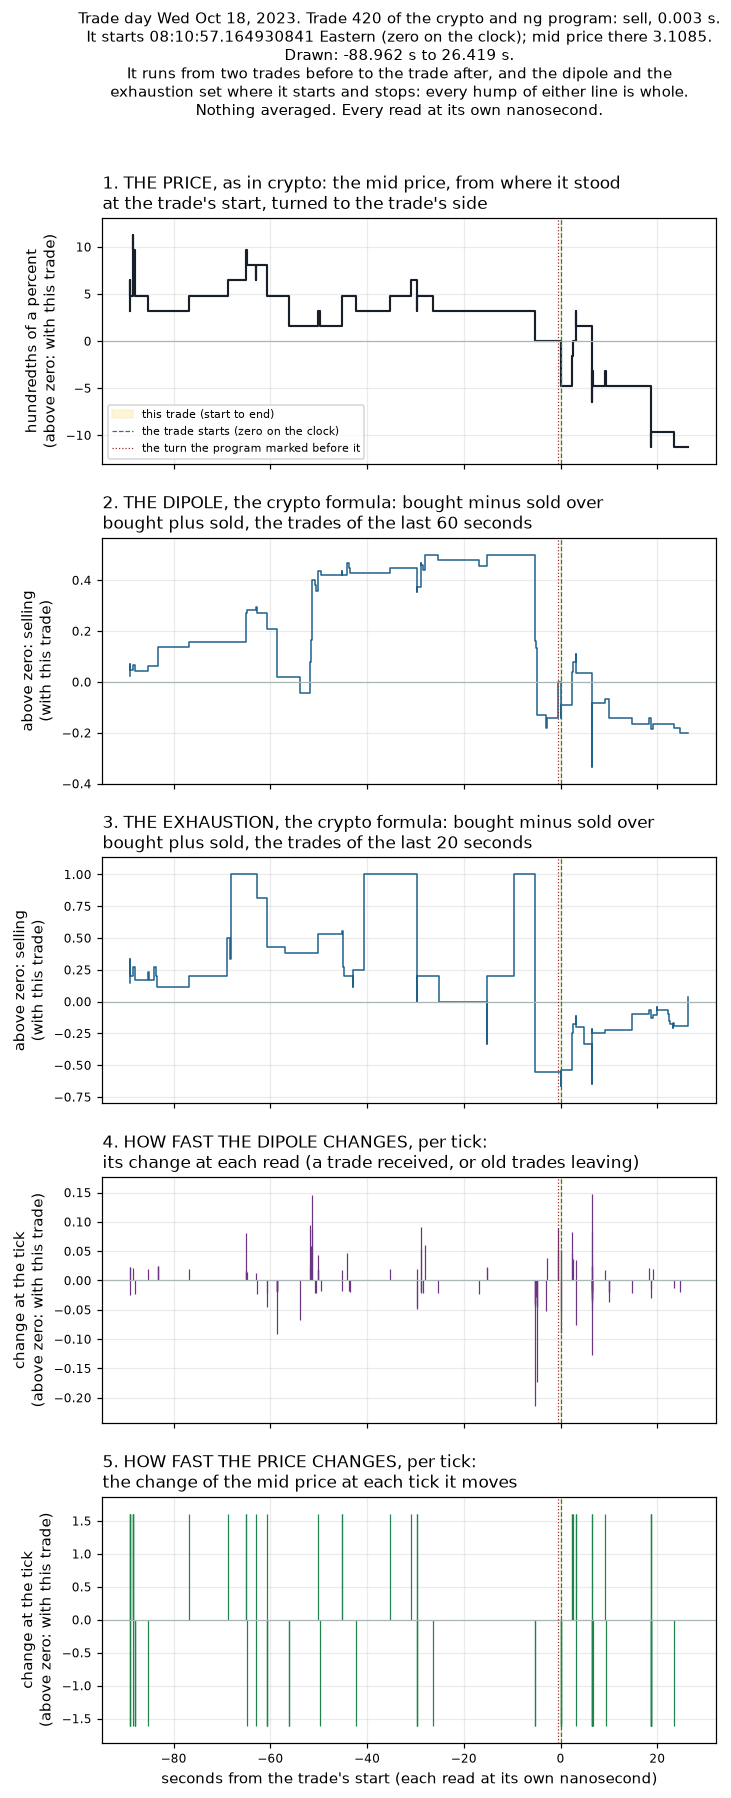 Trade day Wed Oct 18, 2023. Trade 420 of the crypto and ng program: sell, 0.003 s.
It starts 08:10:57.164930841 Eastern (zero on the clock); mid price there 3.1085.
Drawn: -88.962 s to 26.419 s.
It runs from two trades before to the trade after, and the dipole and the
exhaustion set where it starts and stops: every hump of either line is whole.
Nothing averaged. Every read at its own nanosecond.
1. THE PRICE, as in crypto: the mid price, from where it stood
at the trade's start, turned to the trade's side
hundredths of a percent
(above zero: with this trade)
10
5
0
−5
−10
this trade (start to end)
the trade starts (zero on the clock)
the turn the program marked before it
2. THE DIPOLE, the crypto formula: bought minus sold over
bought plus sold, the trades of the last 60 seconds
above zero: selling
(with this trade)
0.4
0.2
0.0
−0.2
−0.4
3. THE EXHAUSTION, the crypto formula: bought minus sold over
bought plus sold, the trades of the last 20 seconds
above zero: selling
(with this trade)
1.00
0.75
0.50
0.25
0.00
−0.25
−0.50
−0.75
4. HOW FAST THE DIPOLE CHANGES, per tick:
its change at each read (a trade received, or old trades leaving)
change at the tick
(above zero: with this trade)
0.15
0.10
0.05
0.00
−0.05
−0.10
−0.15
−0.20
5. HOW FAST THE PRICE CHANGES, per tick:
the change of the mid price at each tick it moves
change at the tick
(above zero: with this trade)
1.5
1.0
0.5
0.0
−0.5
−1.0
−1.5
−80
−60
−40
−20
0
20
seconds from the trade's start (each read at its own nanosecond)